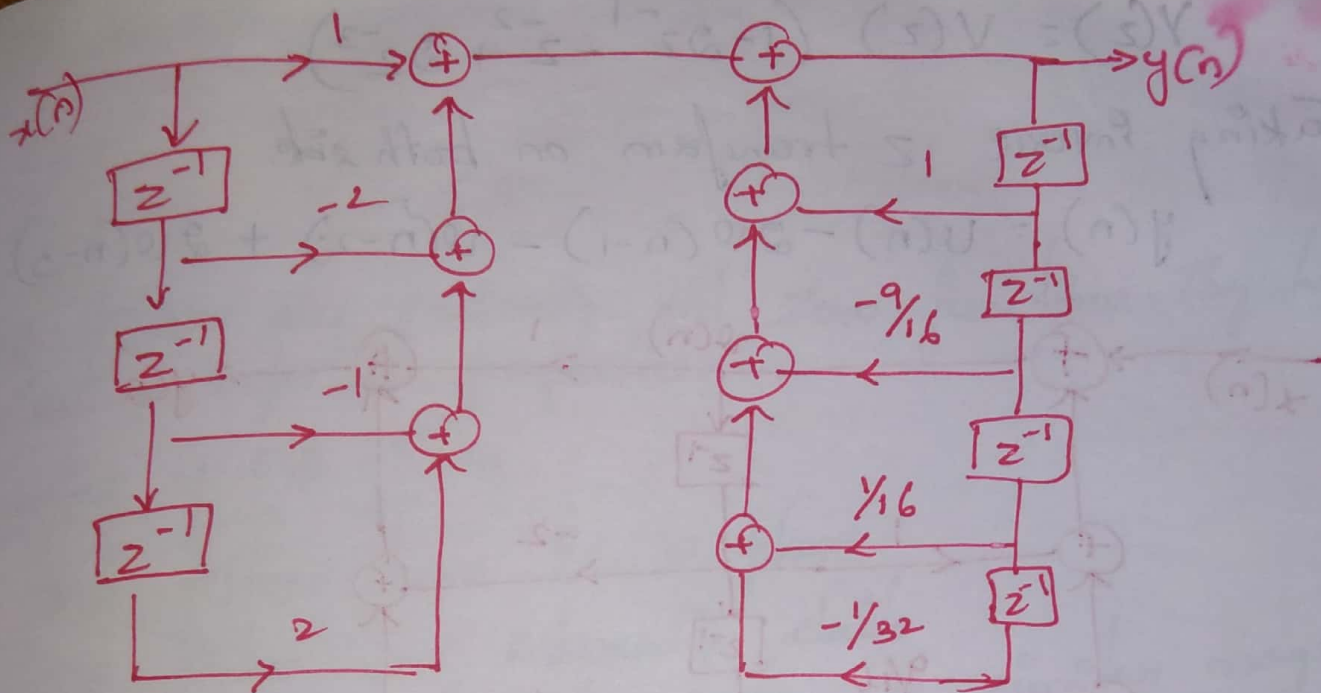 Y(z) = V(z)
1
+
+
y(n)
x(n)
z⁻¹
z⁻¹
1
-2
+
+
z⁻¹
-9/16
z⁻¹
+
-1
+
z⁻¹
1/16
z⁻¹
+
z⁻¹
2
-1/32